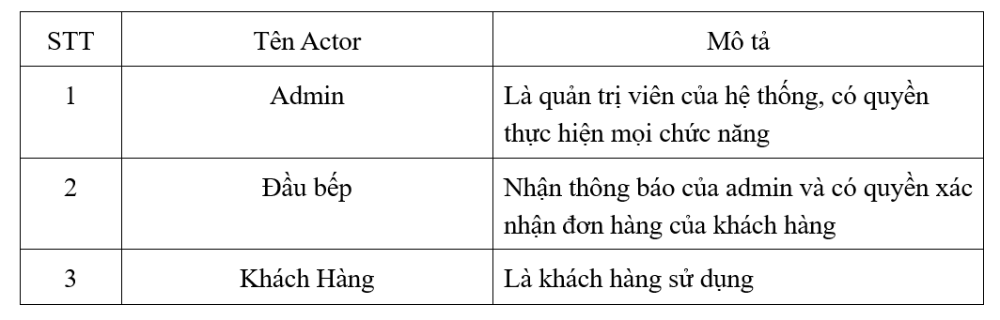 STT Tên Actor Mô tả
1 Admin Là quản trị viên của hệ thống, có quyền
thực hiện mọi chức năng
2 Đầu bếp Nhận thông báo của admin và có quyền xác
nhận đơn hàng của khách hàng
3 Khách Hàng Là khách hàng sử dụng